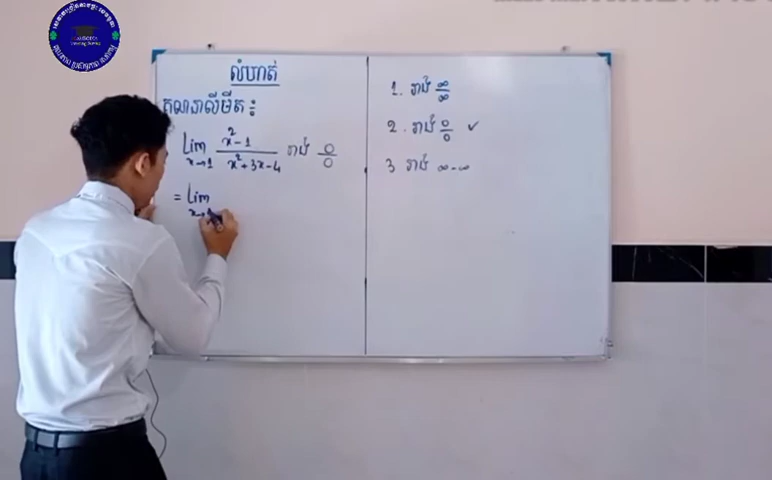 លំហាត់
គណនាលីមីត៖
Lim x→1 x²-1 / x²+3x-4 រាង 0/0
= Lim x→1
1. រាង ∞/∞
2. រាង 0/0 ✓
3 រាង ∞-∞